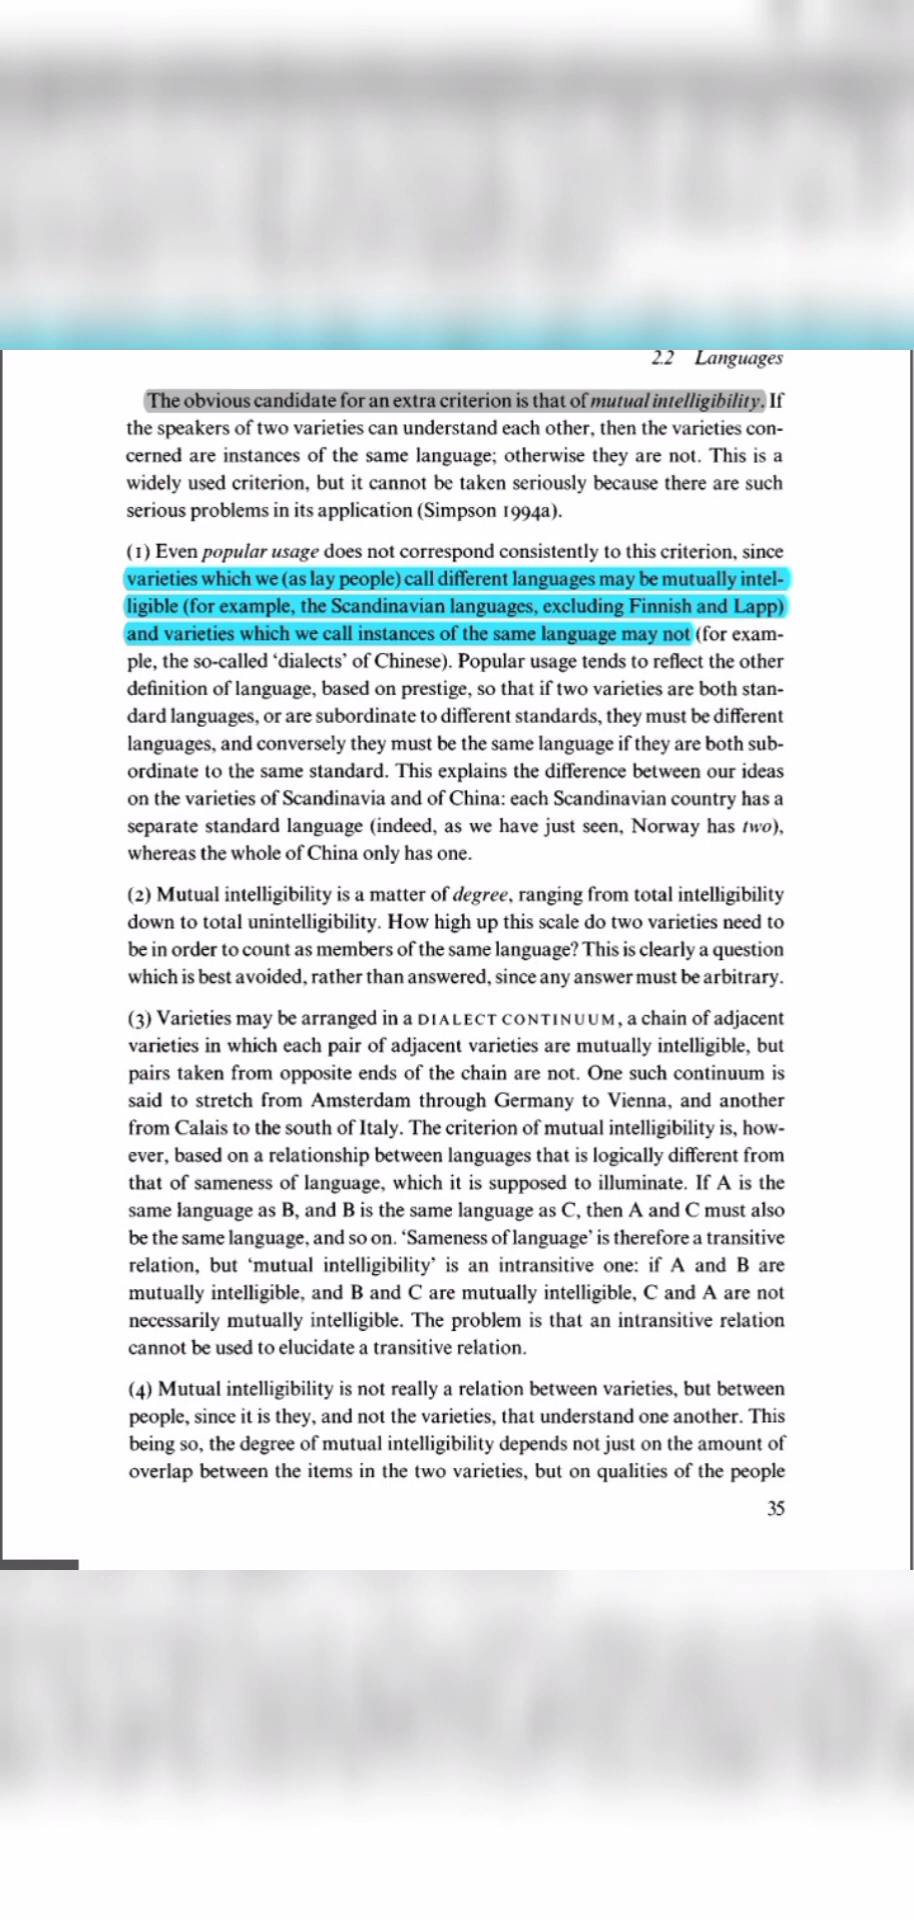 2.2 Languages
The obvious candidate for an extra criterion is that of mutual intelligibility. If
the speakers of two varieties can understand each other, then the varieties con-
cerned are instances of the same language; otherwise they are not. This is a
widely used criterion, but it cannot be taken seriously because there are such
serious problems in its application (Simpson 1994a).
(1) Even popular usage does not correspond consistently to this criterion, since
varieties which we (as lay people) call different languages may be mutually intel-
ligible (for example, the Scandinavian languages, excluding Finnish and Lapp)
and varieties which we call instances of the same language may not (for exam-
ple, the so-called ‘dialects’ of Chinese). Popular usage tends to reflect the other
definition of language, based on prestige, so that if two varieties are both stan-
dard languages, or are subordinate to different standards, they must be different
languages, and conversely they must be the same language if they are both sub-
ordinate to the same standard. This explains the difference between our ideas
on the varieties of Scandinavia and of China: each Scandinavian country has a
separate standard language (indeed, as we have just seen, Norway has two),
whereas the whole of China only has one.
(2) Mutual intelligibility is a matter of degree, ranging from total intelligibility
down to total unintelligibility. How high up this scale do two varieties need to
be in order to count as members of the same language? This is clearly a question
which is best avoided, rather than answered, since any answer must be arbitrary.
(3) Varieties may be arranged in a DIALECT CONTINUUM, a chain of adjacent
varieties in which each pair of adjacent varieties are mutually intelligible, but
pairs taken from opposite ends of the chain are not. One such continuum is
said to stretch from Amsterdam through Germany to Vienna, and another
from Calais to the south of Italy. The criterion of mutual intelligibility is, how-
ever, based on a relationship between languages that is logically different from
that of sameness of language, which it is supposed to illuminate. If A is the
same language as B, and B is the same language as C, then A and C must also
be the same language, and so on. ‘Sameness of language’ is therefore a transitive
relation, but ‘mutual intelligibility’ is an intransitive one: if A and B are
mutually intelligible, and B and C are mutually intelligible, C and A are not
necessarily mutually intelligible. The problem is that an intransitive relation
cannot be used to elucidate a transitive relation.
(4) Mutual intelligibility is not really a relation between varieties, but between
people, since it is they, and not the varieties, that understand one another. This
being so, the degree of mutual intelligibility depends not just on the amount of
overlap between the items in the two varieties, but on qualities of the people
35